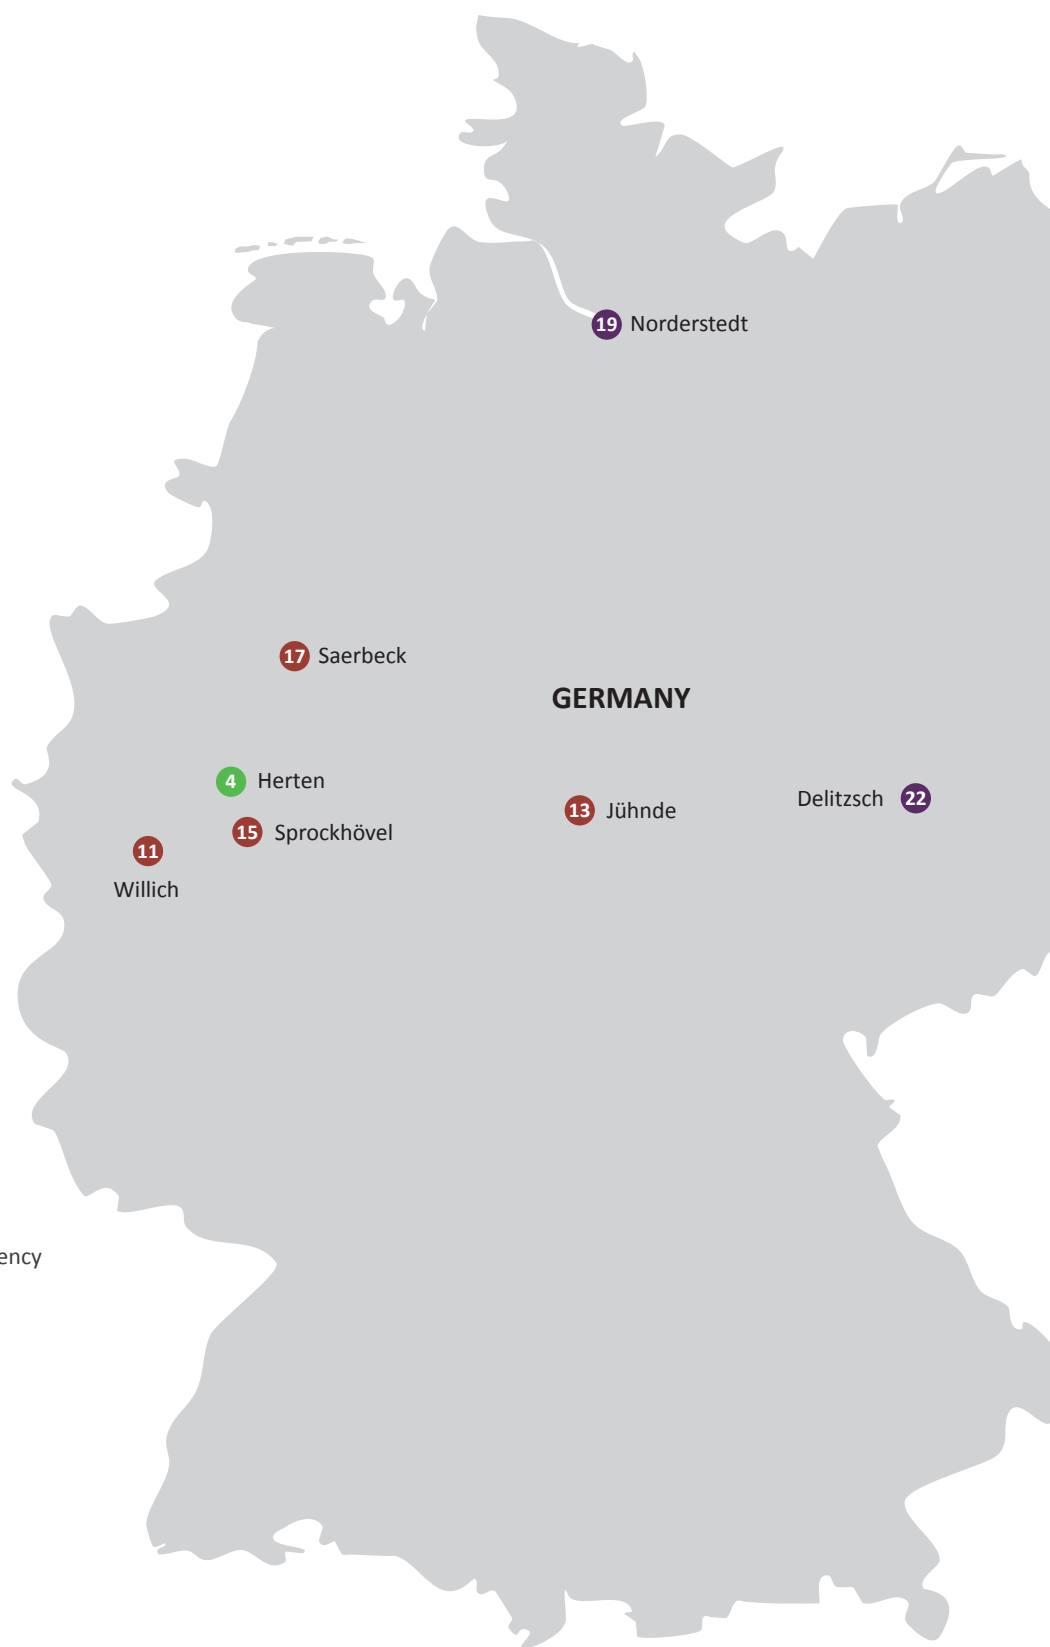 19 Norderstedt
17 Saerbeck
GERMANY
4 Herten
Delitzsch 22
13 Jühnde
15 Sprockhövel
11
Willich
ency